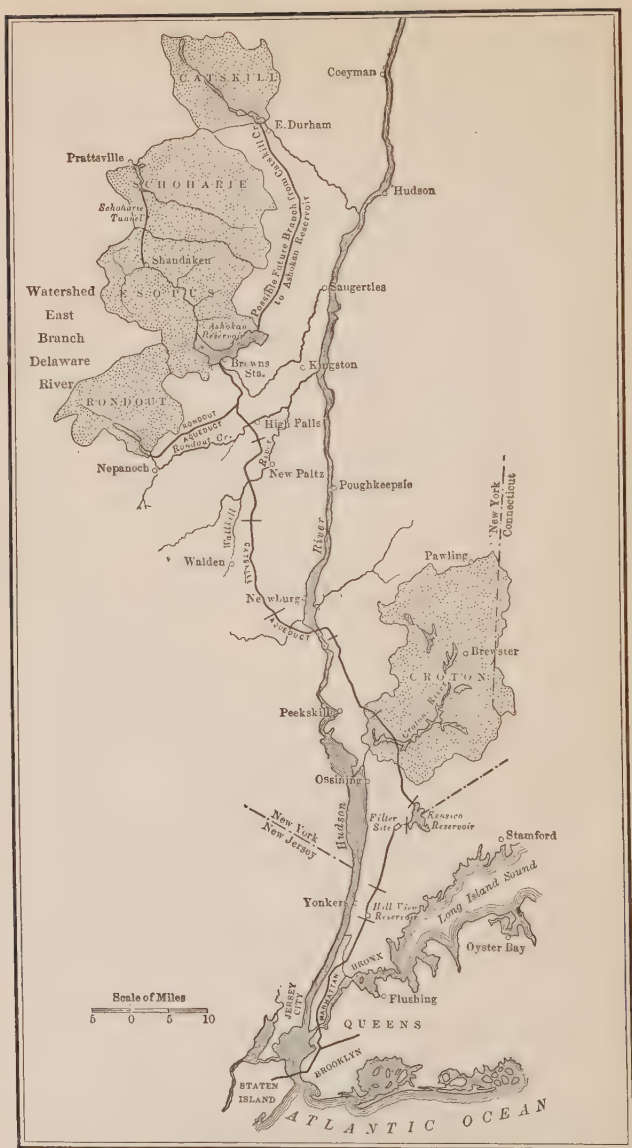 Coeyman
CATSKILL
E. Durham
Prattsville
SCHOHARIE
Possible Future Branch from Catskill Cr.
to Ashokan Reservoir
Hudson
Schoharie
Tunnel
Shandaken
Saugerties
Watershed
East
Branch
Delaware
River
ESOPUS
Ashokan
Reservoir
Browns
Sta.
Kingston
RONDOUT
RONDOUT
AQUEDUCT
Rondout Cr.
High Falls
River
Nepanoch
New Paltz
Poughkeepsie
New York
Connecticut
Wallkill
Walden
CATSKILL
River
Pawling
Newburg
AQUEDUCT
Brewster
CROTON
Croton River
Peekskill
Ossining
Hudson
Filter
Site
Kensico
Reservoir
New York
New Jersey
Stamford
Long Island Sound
Yonkers
Hill View
Reservoir
Oyster Bay
BRONX
MANHATTAN
Flushing
JERSEY
CITY
Scale of Miles
5 0 5 10
QUEENS
BROOKLYN
STATEN
ISLAND
ATLANTIC OCEAN